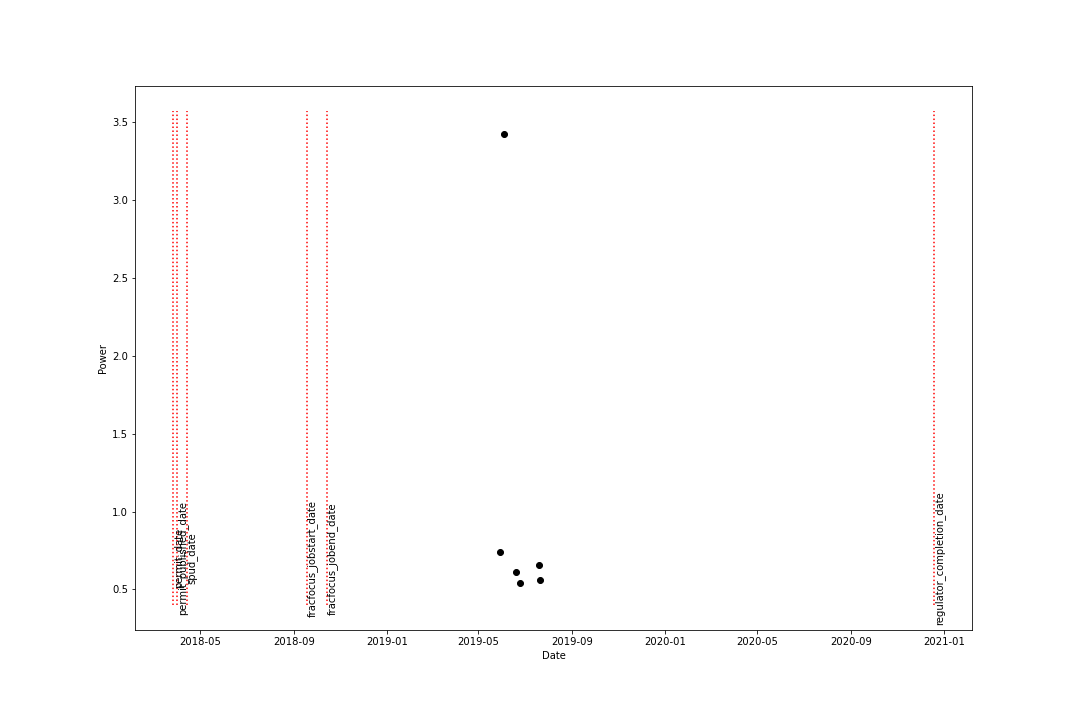 3.5
3.0
2.5
2.0
1.5
1.0
0.5
Power
permit_date
permit_published_date
spud_date
fracfocus_jobstart_date
fracfocus_jobend_date
regulator_completion_date
2018-05
2018-09
2019-01
2019-05
2019-09
2020-01
2020-05
2020-09
2021-01
Date